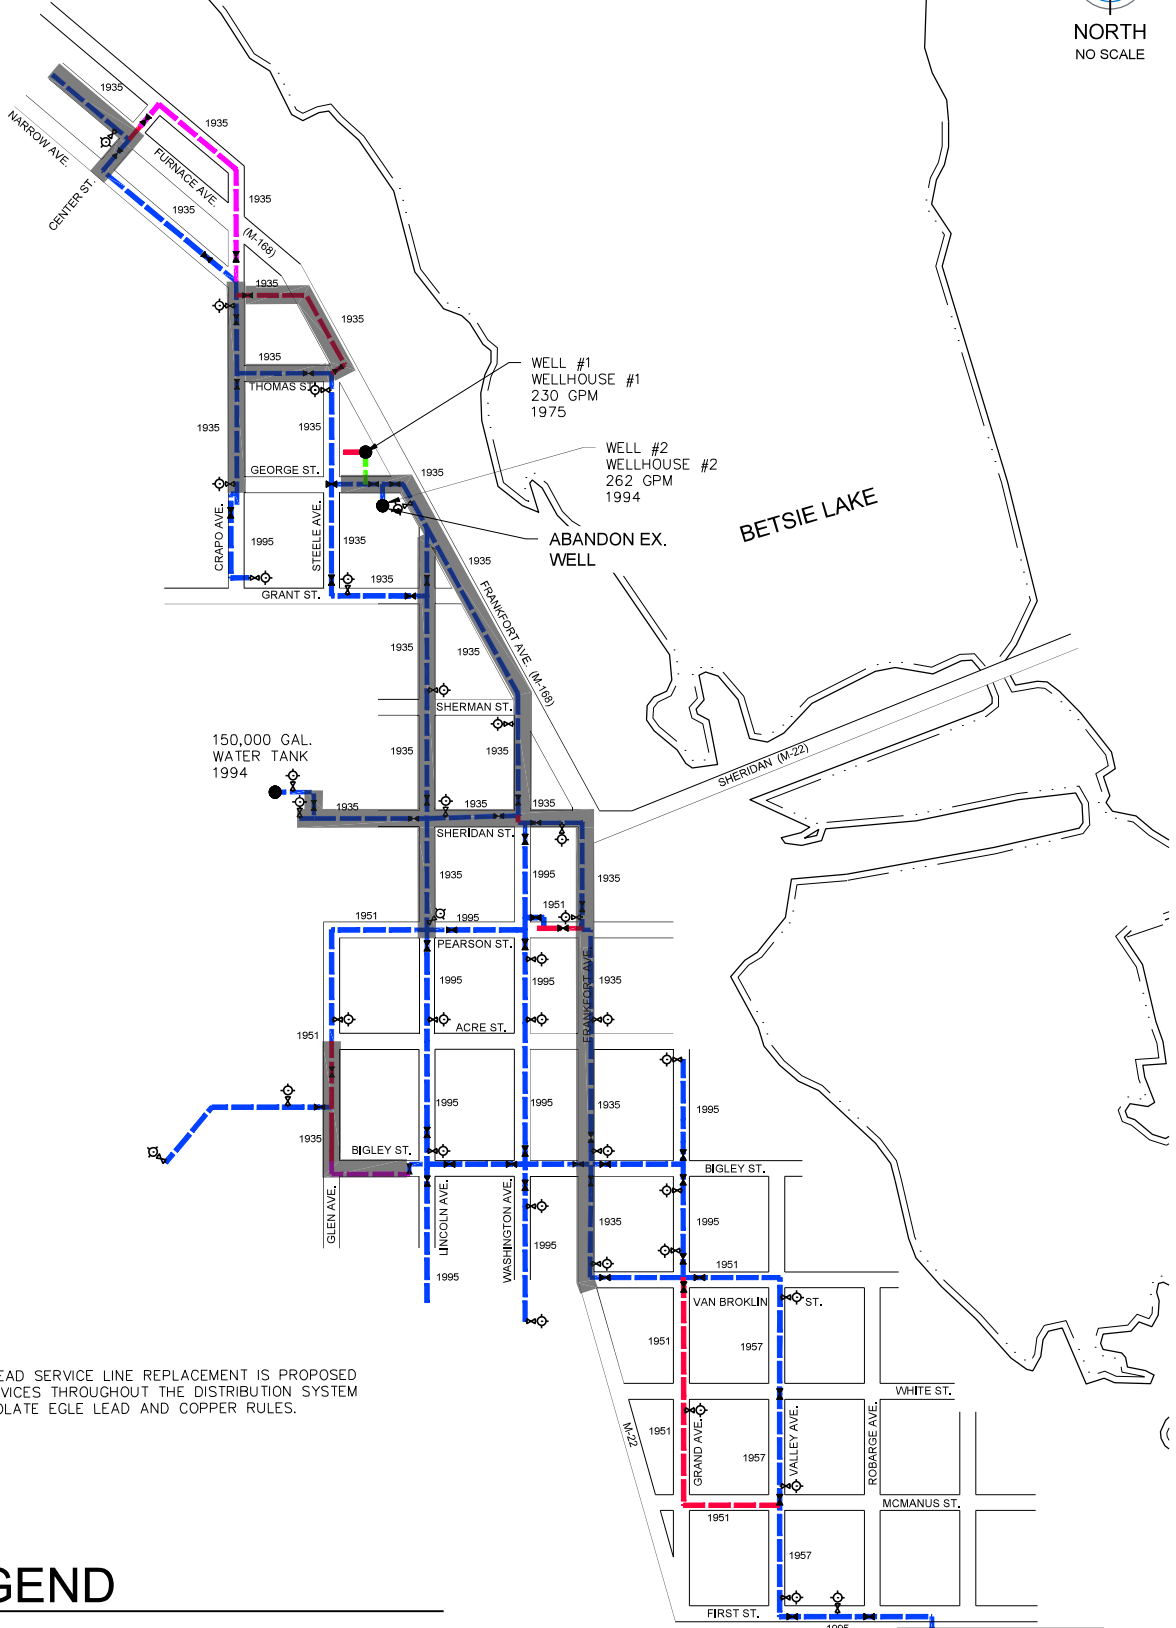 NORTH
NO SCALE
1935
1935
NARROW AVE.
FURNACE AVE.
CENTER ST.
1935
1935
(M-168)
1935
1935
1935
THOMAS ST.
WELL #1
WELLHOUSE #1
230 GPM
1975
1935
1935
GEORGE ST.
1935
WELL #2
WELLHOUSE #2
262 GPM
1994
BETSIE LAKE
ABANDON EX.
WELL
CRAPO AVE.
1995
STEELE AVE.
1935
1935
1935
GRANT ST.
FRANKFORT AVE. (M-168)
1935
1935
SHERMAN ST.
150,000 GAL.
WATER TANK
1994
1935
1935
SHERIDAN (M-22)
1935
1935
1935
SHERIDAN ST.
1935
1995
1935
1951
1951
1995
PEARSON ST.
1995
1995
1935
FRANKFORT AVE.
ACRE ST.
1951
1995
1995
1935
1995
1935
BIGLEY ST.
BIGLEY ST.
GLEN AVE.
LINCOLN AVE.
WASHINGTON AVE.
1935
1995
1995
1995
1951
VAN BROKLIN ST.
1951
1957
EAD SERVICE LINE REPLACEMENT IS PROPOSED
VICES THROUGHOUT THE DISTRIBUTION SYSTEM
OLATE EGLE LEAD AND COPPER RULES.
WHITE ST.
M-22
1951
GRAND AVE.
1957
VALLEY AVE.
ROBARGE AVE.
MCMANUS ST.
1951
1957
GEND
FIRST ST.
1995